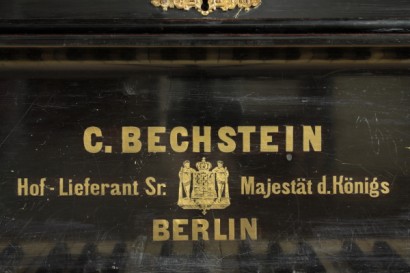 C. BECHSTEIN
Hof-Lieferant Sr. Majestät d. Königs
BERLIN